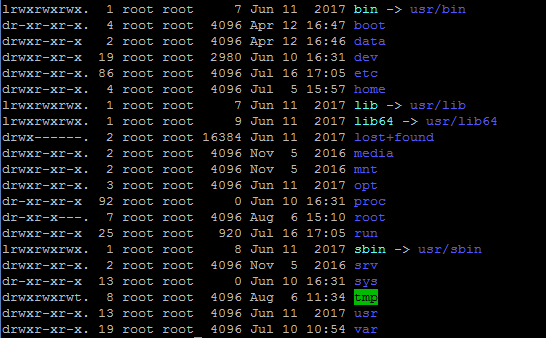 lrwxrwxrwx.  1 root root     7 Jun 11  2017 bin -> usr/bin
dr-xr-xr-x.  4 root root  4096 Apr 12 16:47 boot
drwxr-xr-x.  2 root root  4096 Apr 12 16:46 data
drwxr-xr-x  19 root root  2980 Jun 10 16:31 dev
drwxr-xr-x. 86 root root  4096 Jul 16 17:05 etc
drwxr-xr-x.  4 root root  4096 Jul  5 15:57 home
lrwxrwxrwx.  1 root root     7 Jun 11  2017 lib -> usr/lib
lrwxrwxrwx.  1 root root     9 Jun 11  2017 lib64 -> usr/lib64
drwx------.  2 root root 16384 Jun 11  2017 lost+found
drwxr-xr-x.  2 root root  4096 Nov  5  2016 media
drwxr-xr-x.  2 root root  4096 Nov  5  2016 mnt
drwxr-xr-x.  3 root root  4096 Jun 11  2017 opt
dr-xr-xr-x  92 root root     0 Jun 10 16:31 proc
dr-xr-x---.  7 root root  4096 Aug  6 15:10 root
drwxr-xr-x  25 root root   920 Jul 16 17:05 run
lrwxrwxrwx.  1 root root     8 Jun 11  2017 sbin -> usr/sbin
drwxr-xr-x.  2 root root  4096 Nov  5  2016 srv
dr-xr-xr-x  13 root root     0 Jun 10 16:31 sys
drwxrwxrwt.  8 root root  4096 Aug  6 11:34 tmp
drwxr-xr-x. 13 root root  4096 Jun 11  2017 usr
drwxr-xr-x. 19 root root  4096 Jul 10 10:54 var